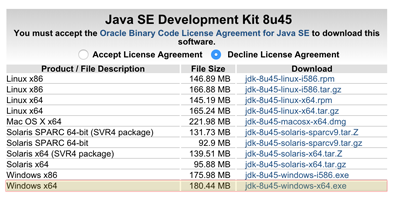 Java SE Development Kit 8u45
You must accept the Oracle Binary Code License Agreement for Java SE to download this
software.
Accept License Agreement Decline License Agreement
Product / File Description File Size Download
Linux x86 146.89 MB jdk-8u45-linux-i586.rpm
Linux x86 166.88 MB jdk-8u45-linux-i586.tar.gz
Linux x64 145.19 MB jdk-8u45-linux-x64.rpm
Linux x64 165.24 MB jdk-8u45-linux-x64.tar.gz
Mac OS X x64 221.98 MB jdk-8u45-macosx-x64.dmg
Solaris SPARC 64-bit (SVR4 package) 131.73 MB jdk-8u45-solaris-sparcv9.tar.Z
Solaris SPARC 64-bit 92.9 MB jdk-8u45-solaris-sparcv9.tar.gz
Solaris x64 (SVR4 package) 139.51 MB jdk-8u45-solaris-x64.tar.Z
Solaris x64 95.88 MB jdk-8u45-solaris-x64.tar.gz
Windows x86 175.98 MB jdk-8u45-windows-i586.exe
Windows x64 180.44 MB jdk-8u45-windows-x64.exe